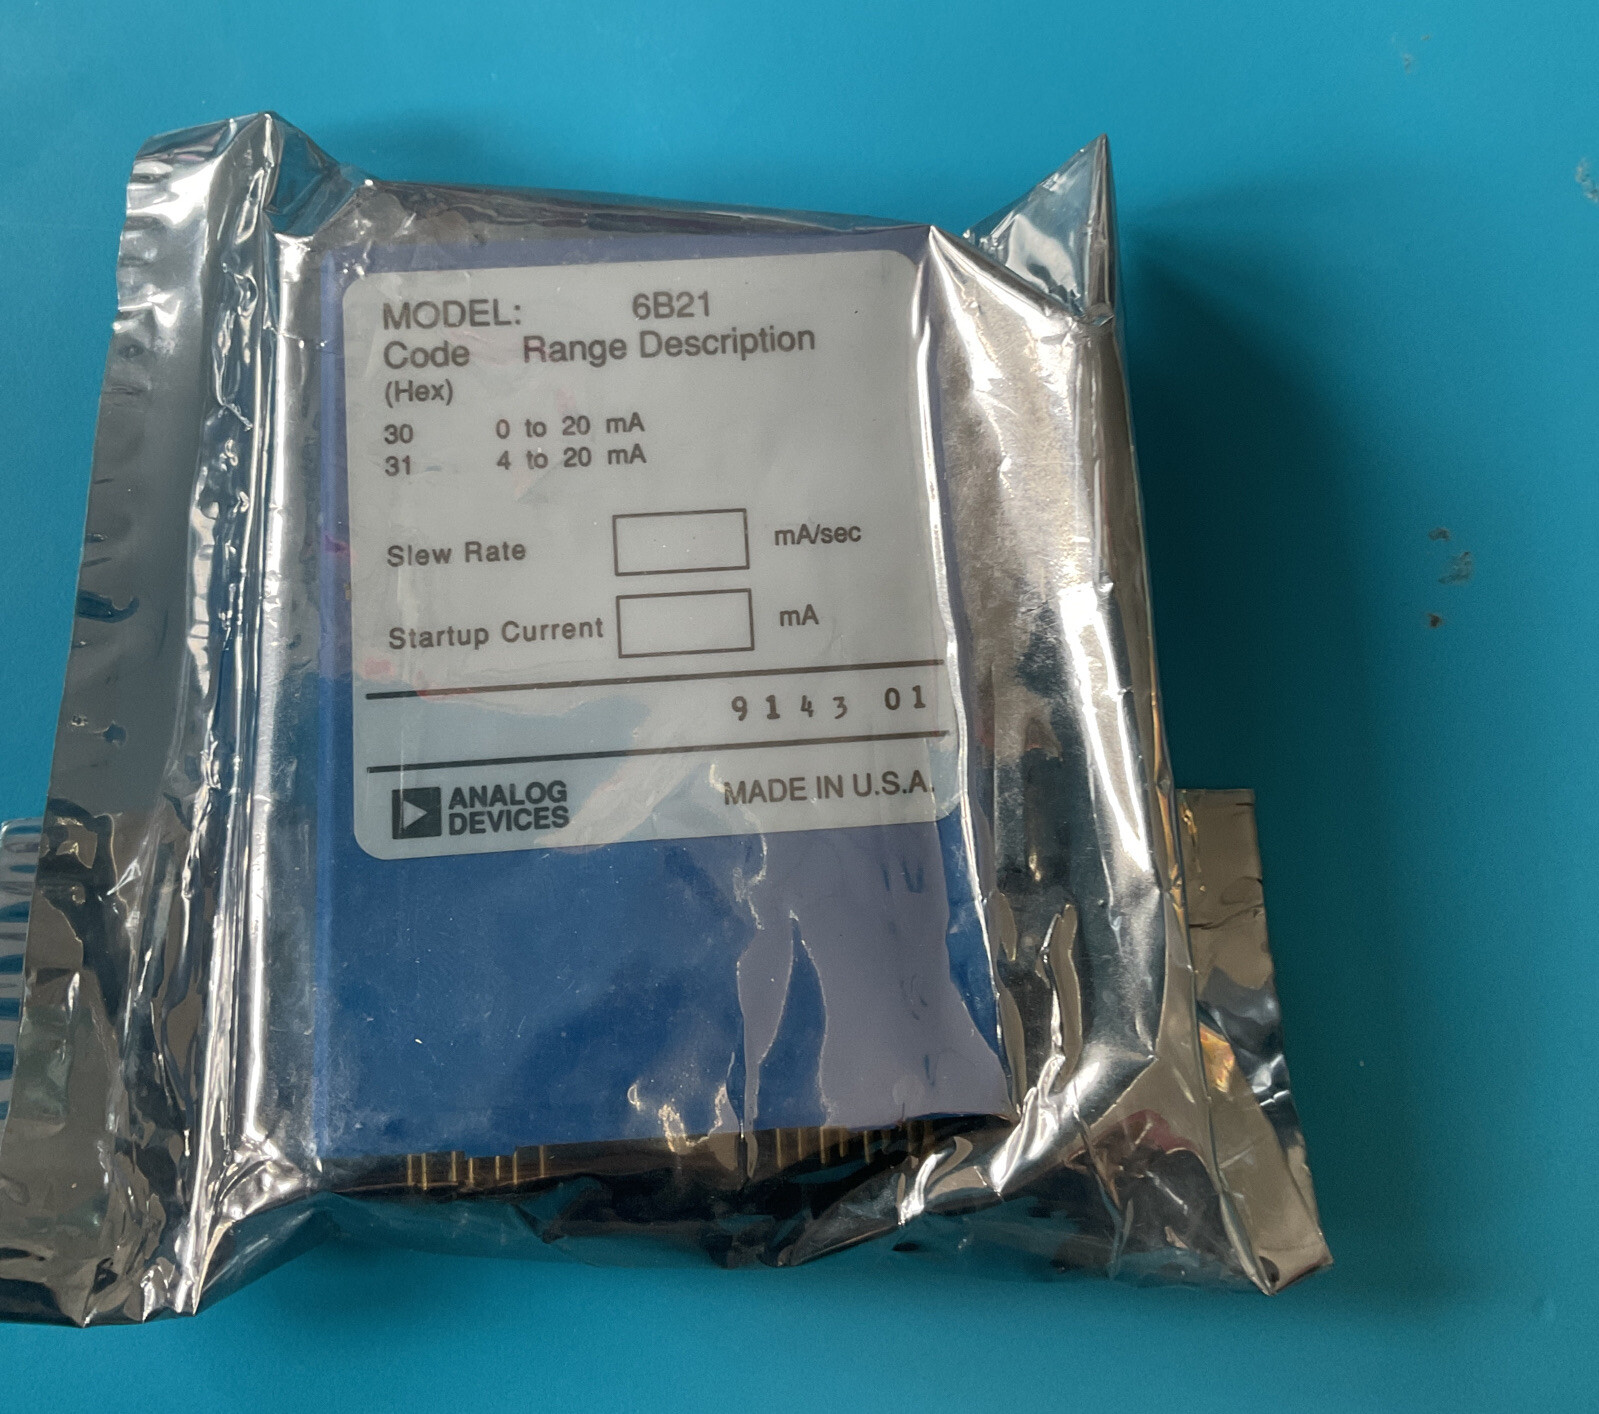 MODEL: 6B21
Code Range Description
(Hex)
30 0 to 20 mA
31 4 to 20 mA
Slew Rate mA/sec
Startup Current mA
9143 01
ANALOG
DEVICES
MADE IN U.S.A.